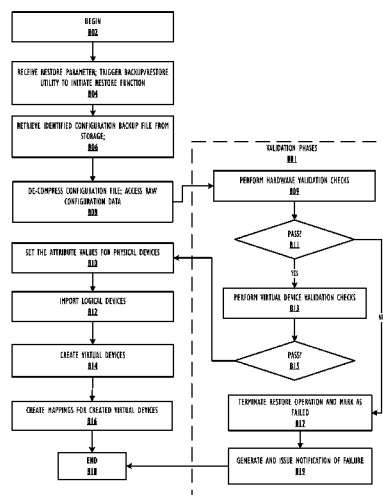 BEGIN
802
RECEIVE RESTORE PARAMETER; TRIGGER BACKUP/RESTORE
UTILITY TO INITIATE RESTORE FUNCTION
804
RETRIEVE IDENTIFIED CONFIGURATION BACKUP FILE FROM
STORAGE;
806
DE-COMPRESS CONFIGURATION FILE; ACCESS RAW
CONFIGURATION DATA
808
VALIDATION PHASES
801
PERFORM HARDWARE VALIDATION CHECKS
809
PASS?
811
YES
PERFORM VIRTUAL DEVICE VALIDATION CHECKS
813
PASS?
815
SET THE ATTRIBUTE VALUES FOR PHYSICAL DEVICES
810
IMPORT LOGICAL DEVICES
812
CREATE VIRTUAL DEVICES
814
CREATE MAPPINGS FOR CREATED VIRTUAL DEVICES
816
END
818
TERMINATE RESTORE OPERATION AND MARK AS
FAILED
817
GENERATE AND ISSUE NOTIFICATION OF FAILURE
819